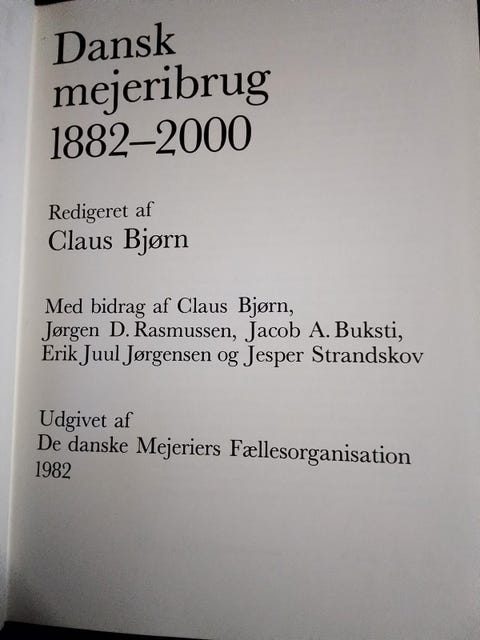 Dansk
mejeribrug
1882–2000
Redigeret af
Claus Bjørn
Med bidrag af Claus Bjørn,
Jørgen D. Rasmussen, Jacob A. Buksti,
Erik Juul Jørgensen og Jesper Strandskov
Udgivet af
De danske Mejeriers Fællesorganisation
1982